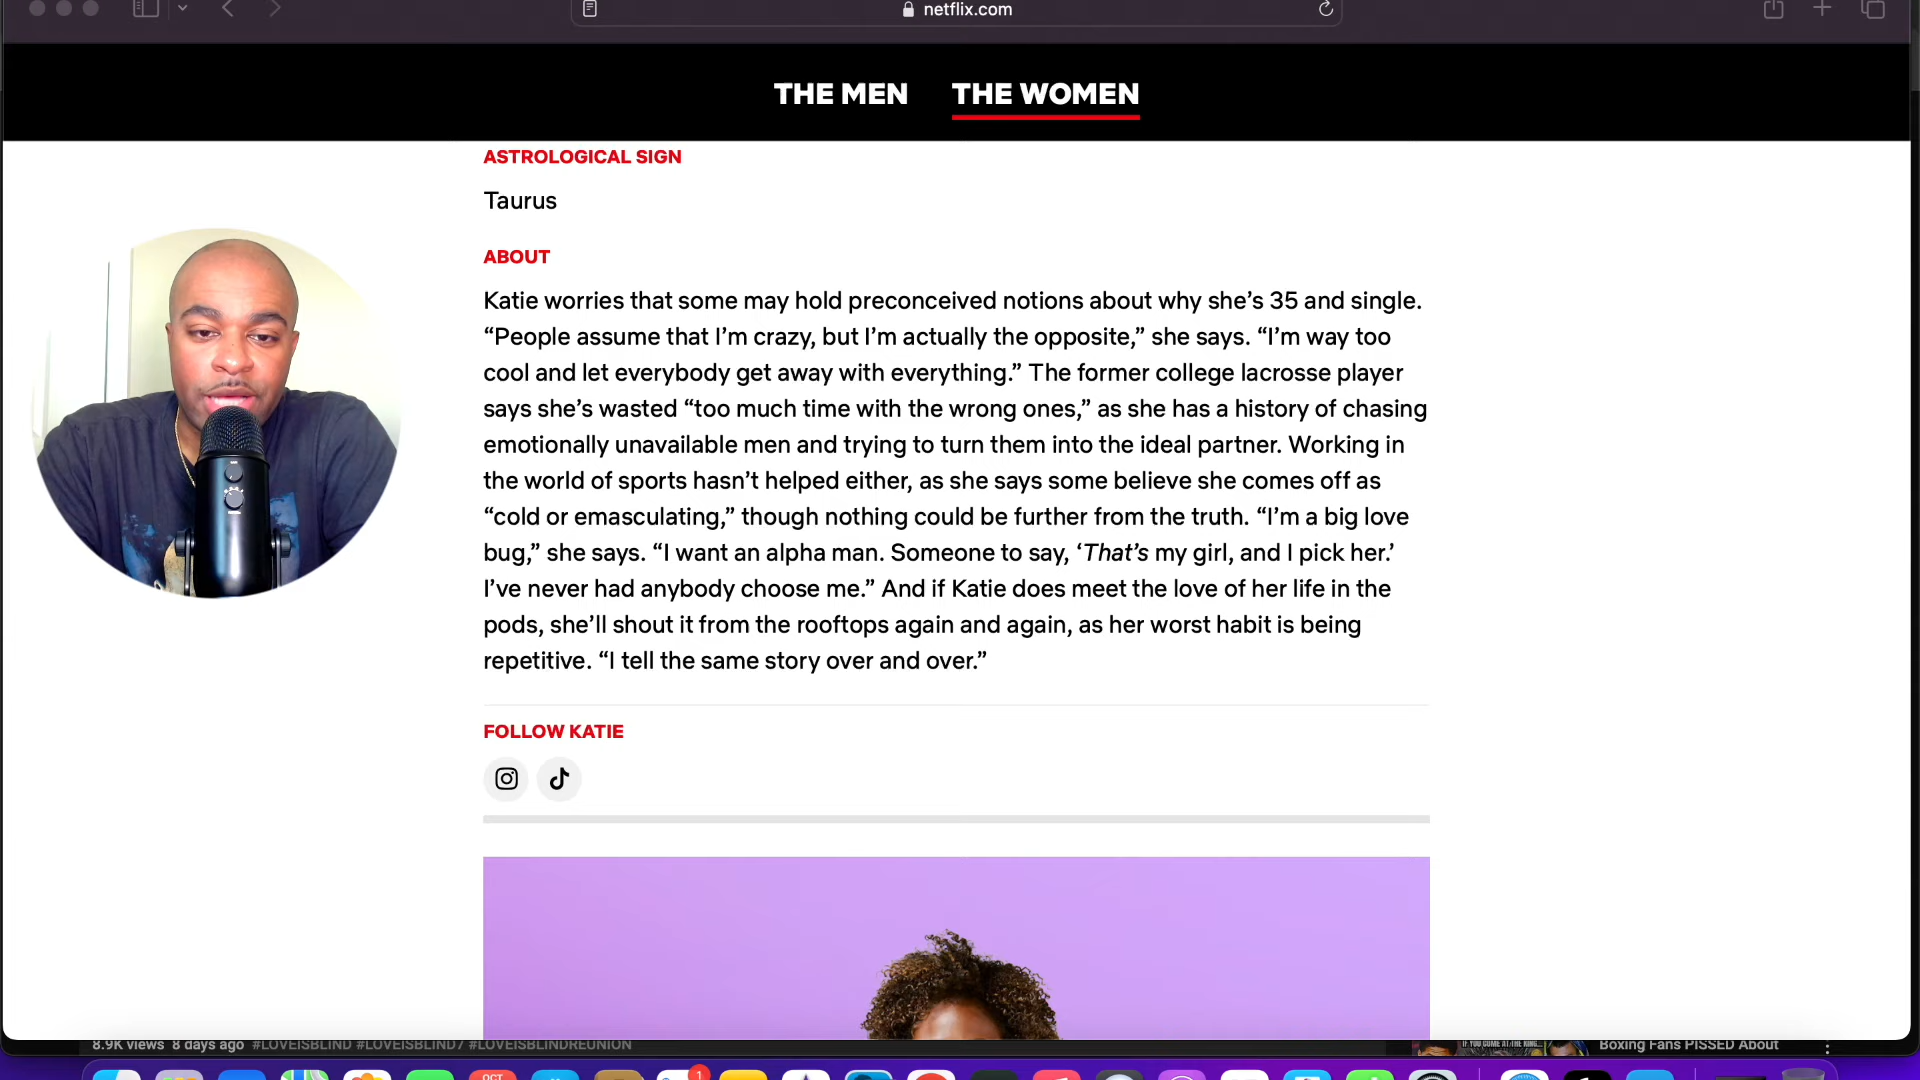 netflix.com
THE MEN THE WOMEN
ASTROLOGICAL SIGN
Taurus
ABOUT
Katie worries that some may hold preconceived notions about why she’s 35 and single.
“People assume that I’m crazy, but I’m actually the opposite,” she says. “I’m way too
cool and let everybody get away with everything.” The former college lacrosse player
says she’s wasted “too much time with the wrong ones,” as she has a history of chasing
emotionally unavailable men and trying to turn them into the ideal partner. Working in
the world of sports hasn’t helped either, as she says some believe she comes off as
“cold or emasculating,” though nothing could be further from the truth. “I’m a big love
bug,” she says. “I want an alpha man. Someone to say, ‘That’s my girl, and I pick her.’
I’ve never had anybody choose me.” And if Katie does meet the love of her life in the
pods, she’ll shout it from the rooftops again and again, as her worst habit is being
repetitive. “I tell the same story over and over.”
FOLLOW KATIE
8.9K views 8 days ago #LOVEISBLIND #LOVEISBLIND7 #LOVEISBLINDREUNION
IF YOU COME AT THE KING...
Boxing Fans PISSED About
OCT
1